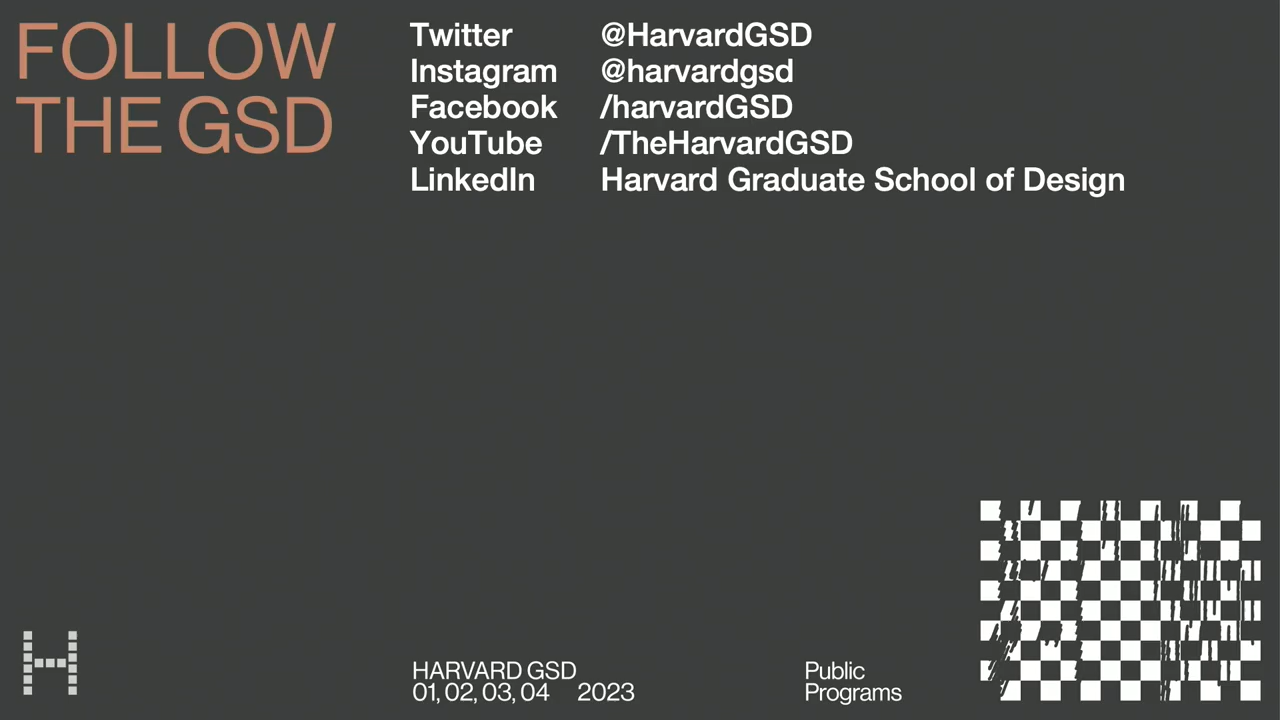 FOLLOW
THE GSD
Twitter @HarvardGSD
Instagram @harvardgsd
Facebook /harvardGSD
YouTube /TheHarvardGSD
LinkedIn Harvard Graduate School of Design
H
HARVARD GSD
01, 02, 03, 04 2023
Public
Programs